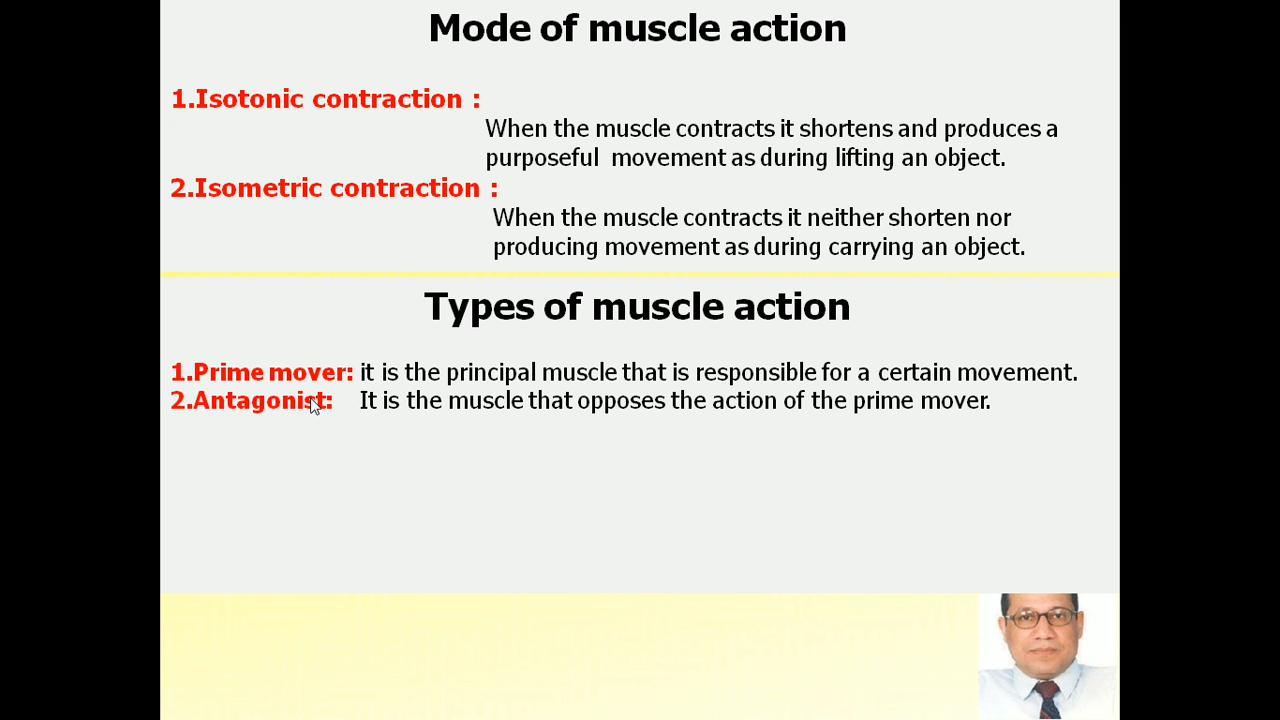 Mode of muscle action
1.Isotonic contraction :
When the muscle contracts it shortens and produces a
purposeful movement as during lifting an object.
2.Isometric contraction :
When the muscle contracts it neither shorten nor
producing movement as during carrying an object.
Types of muscle action
1.Prime mover: it is the principal muscle that is responsible for a certain movement.
2.Antagonist: It is the muscle that opposes the action of the prime mover.